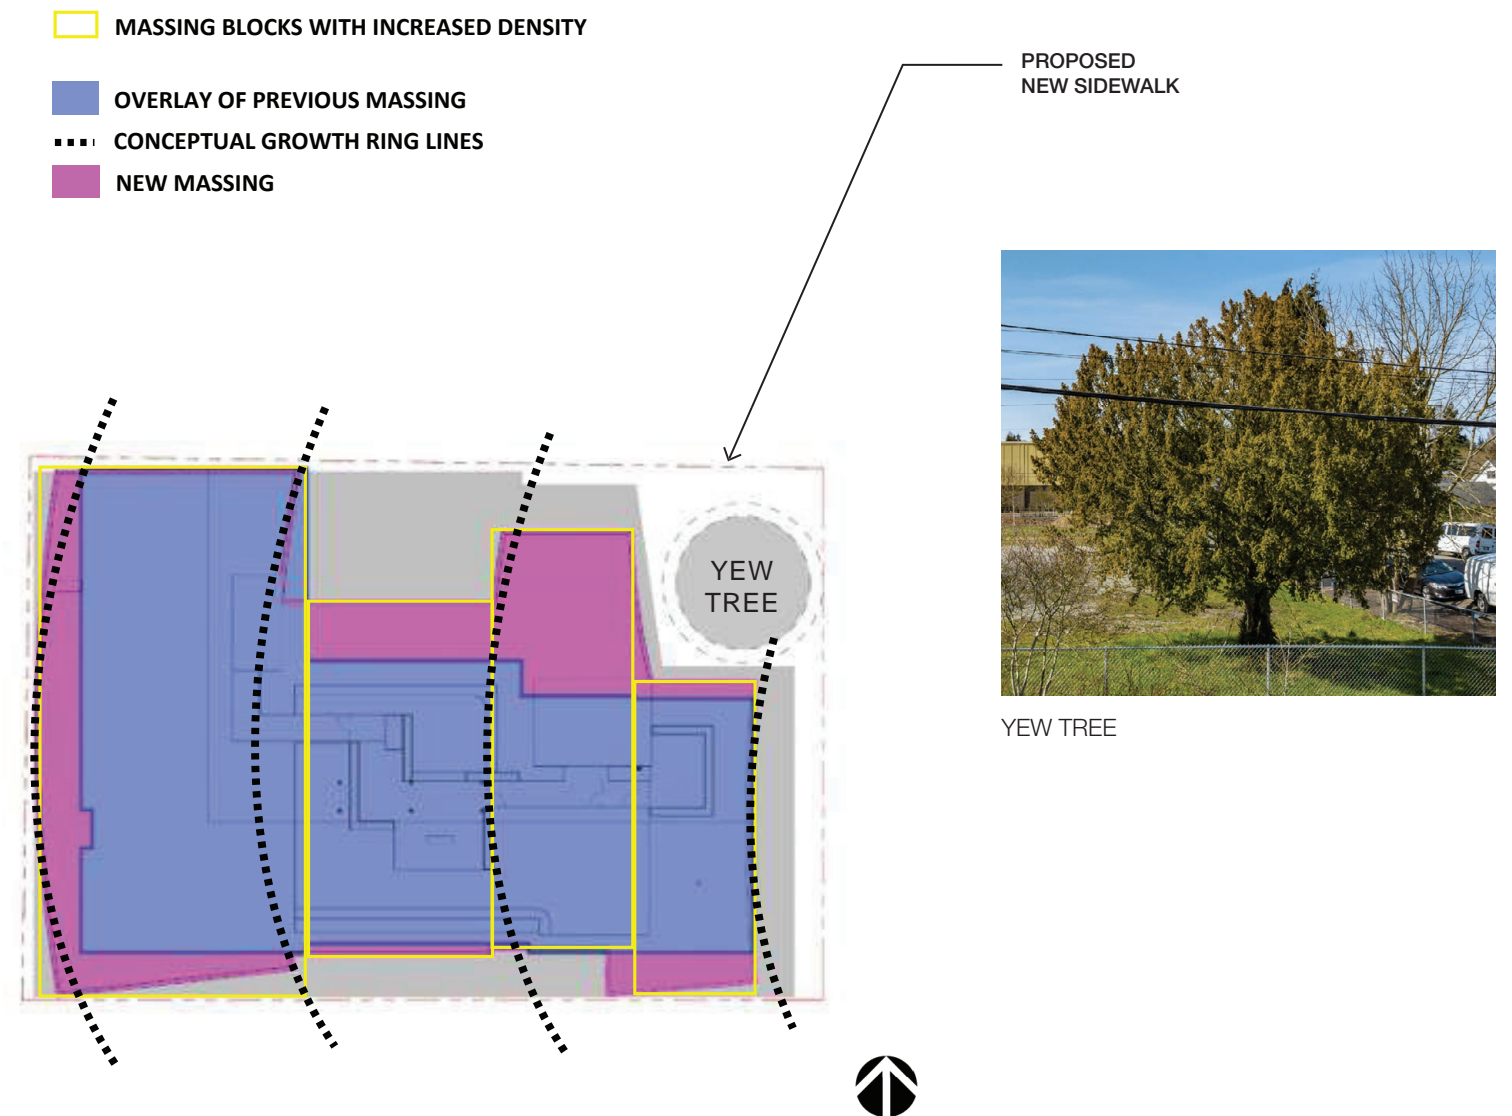 MASSING BLOCKS WITH INCREASED DENSITY
OVERLAY OF PREVIOUS MASSING
CONCEPTUAL GROWTH RING LINES
NEW MASSING
PROPOSED
NEW SIDEWALK
YEW
TREE
YEW TREE